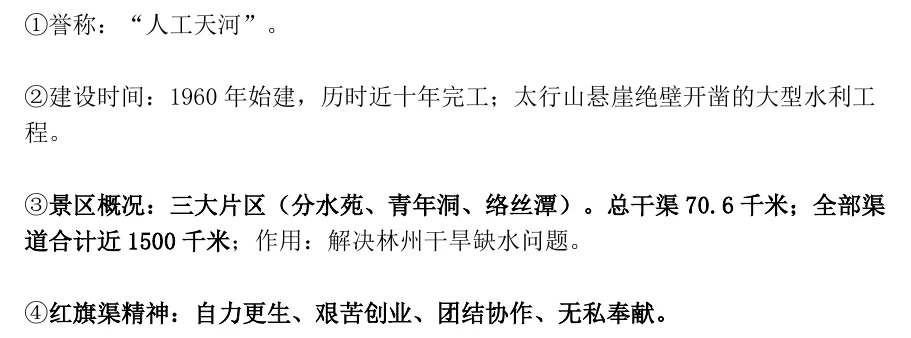 ①誉称：“人工天河”。
②建设时间：1960 年始建，历时近十年完工；太行山悬崖绝壁开凿的大型水利工
程。
③景区概况：三大片区（分水苑、青年洞、络丝潭）。总干渠 70.6 千米；全部渠
道合计近 1500 千米；作用：解决林州干旱缺水问题。
④红旗渠精神：自力更生、艰苦创业、团结协作、无私奉献。